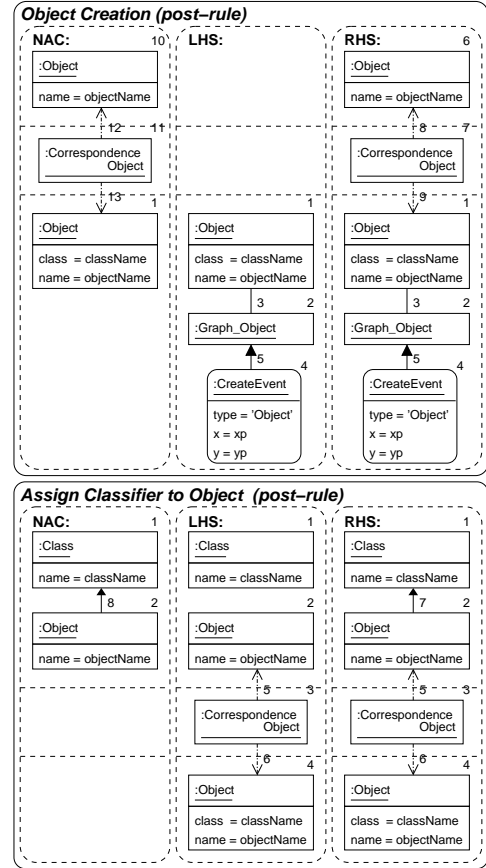 Object Creation (post–rule)
NAC:
10
:Object
name = objectName
12
11
:Correspondence
Object
13
1
:Object
class = className
name = objectName
LHS:
1
:Object
class = className
name = objectName
3
2
:Graph_Object
5
4
:CreateEvent
type = 'Object'
x = xp
y = yp
RHS:
6
:Object
name = objectName
8
7
:Correspondence
Object
9
1
:Object
class = className
name = objectName
3
2
:Graph_Object
5
4
:CreateEvent
type = 'Object'
x = xp
y = yp
Assign Classifier to Object (post–rule)
NAC:
1
:Class
name = className
8
2
:Object
name = objectName
LHS:
1
:Class
name = className
2
:Object
name = objectName
5
3
:Correspondence
Object
6
4
:Object
class = className
name = objectName
RHS:
1
:Class
name = className
7
2
:Object
name = objectName
5
3
:Correspondence
Object
6
4
:Object
class = className
name = objectName